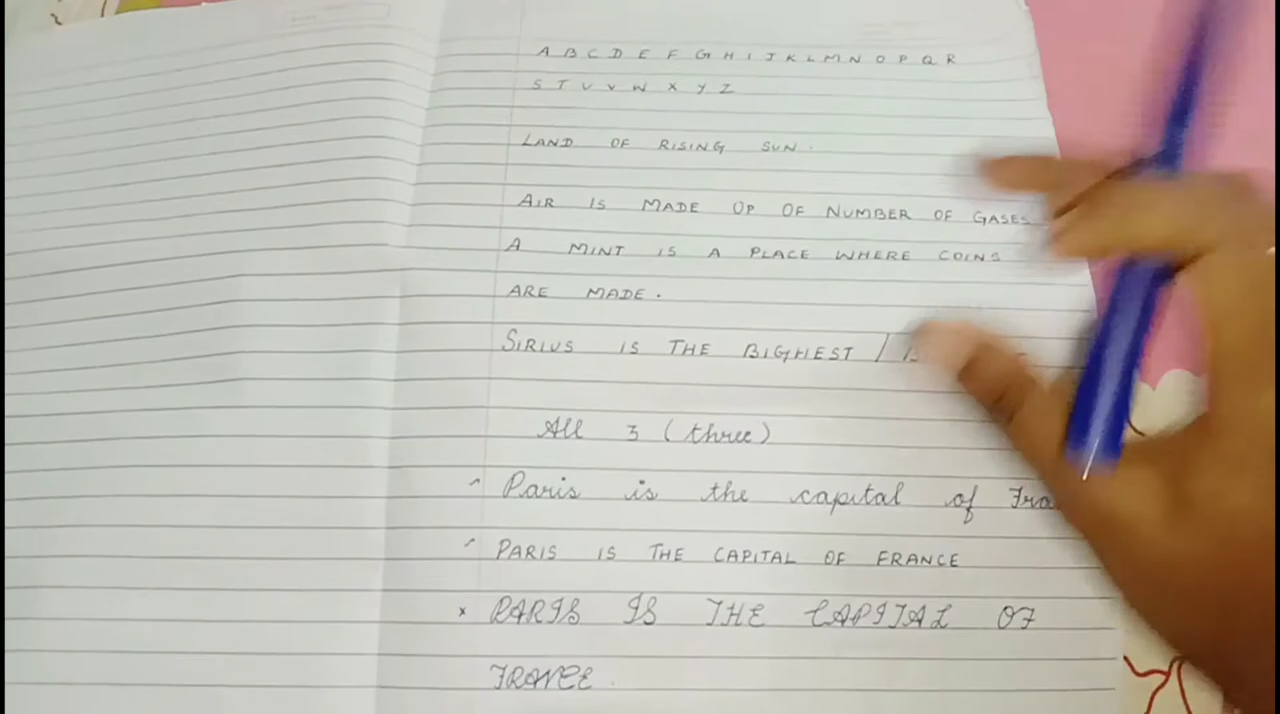 A B C D E F G H I J K L M N O P Q R
S T U V W X Y Z
LAND OF RISING SUN.
AIR IS MADE UP OF NUMBER OF GASES
A MINT IS A PLACE WHERE COINS
ARE MADE.
SIRIUS IS THE BIGHEST /
All 3 (three)
Paris is the capital of
PARIS IS THE CAPITAL OF FRANCE
x PARIS IS THE CAPITAL OF
FRANCE.